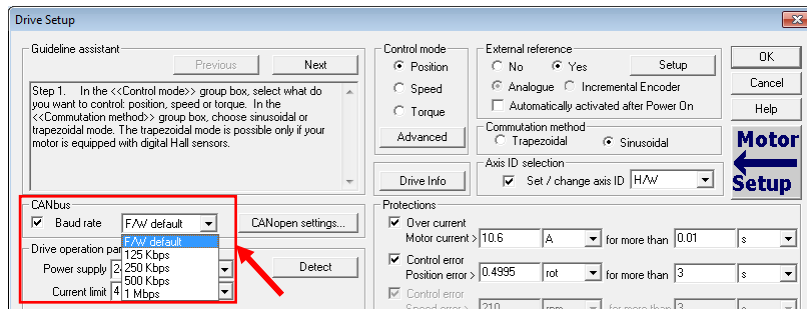 Drive Setup
Guideline assistant
Previous
Next
Step 1. In the <<Control mode>> group box, select what do
you want to control: position, speed or torque. In the
<<Commutation method>> group box, choose sinusoidal or
trapezoidal mode. The trapezoidal mode is possible only if your
motor is equipped with digital Hall sensors.
Control mode
Position
Speed
Torque
Advanced
External reference
No
Yes
Setup
Analogue
Incremental Encoder
Automatically activated after Power On
Commutation method
Trapezoidal
Sinusoidal
OK
Cancel
Help
Motor
Setup
Drive Info
Axis ID selection
Set / change axis ID
H/W
CANbus
Baud rate
F/W default
CANopen settings...
F/W default
125 Kbps
250 Kbps
500 Kbps
1 Mbps
Drive operation
Power supply
Current limit
Detect
Protections
Over current
Motor current >
10.6
A
for more than
0.01
s
Control error
Position error >
0.4995
rot
for more than
3
s
Control error
Speed error >
210
rpm
for more than
3
s